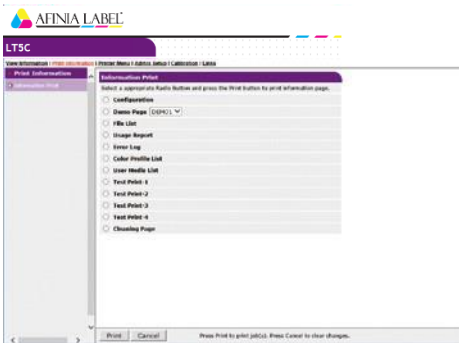 AFINIA LABEL
LT5C
View Information | Print Information | Printer Menu | Admin Setup | Calibration | Links
Print Information
Information Print
Information Print
Select a appropriate Radio Button and press the Print button to print information page.
Configuration
Demo Page DEMO1
File List
Usage Report
Error Log
Color Profile List
User Media List
Test Print-1
Test Print-2
Test Print-3
Test Print-4
Cleaning Page
Print Cancel Press Print to print job(s). Press Cancel to clear changes.